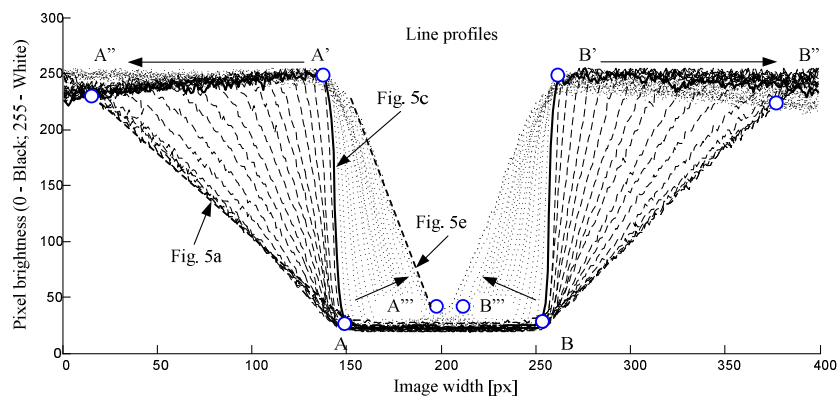 Line profiles
A’’ A’ B’ B’’
Fig. 5c
Fig. 5e
Fig. 5a
A’’’ B’’’
A B
Pixel brightness (0 - Black; 255 - White)
300
250
200
150
100
50
0
0 50 100 150 200 250 300 350 400
Image width [px]